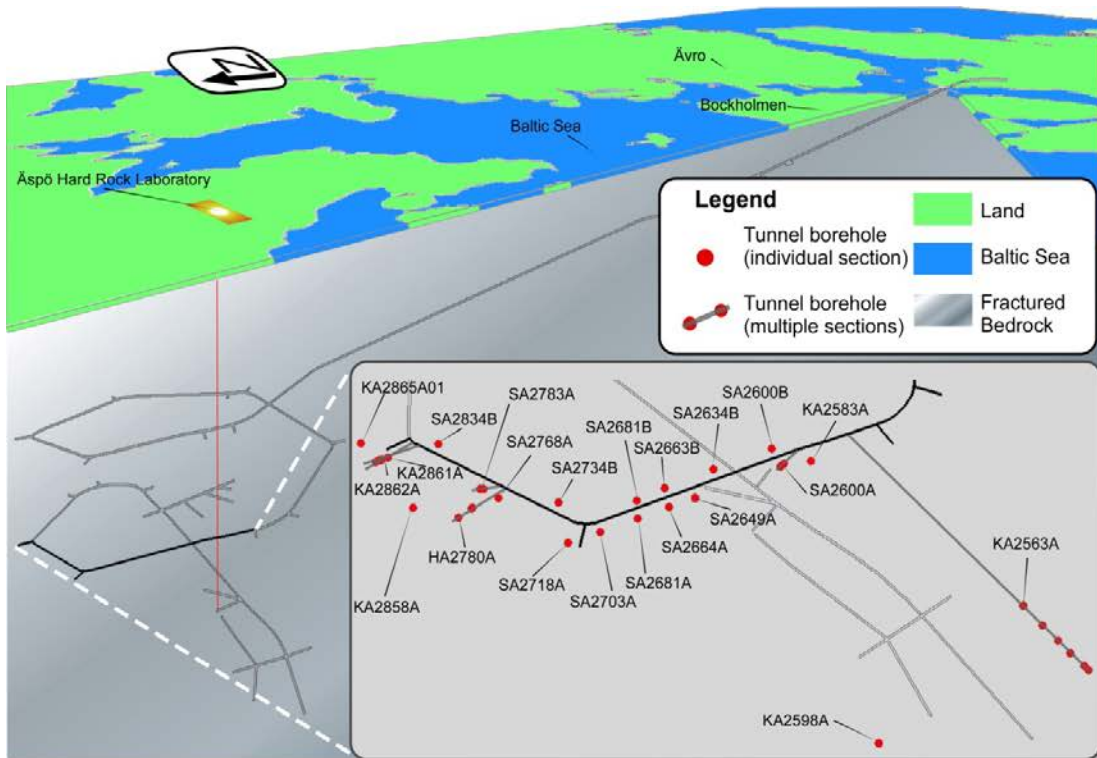 N
Ävrö
Bockholmen
Baltic Sea
Äspö Hard Rock Laboratory
Legend
Tunnel borehole
(individual section)
Tunnel borehole
(multiple sections)
Land
Baltic Sea
Fractured
Bedrock
KA2865A01
SA2834B
SA2783A
SA2768A
SA2734B
SA2681B
SA2663B
SA2634B
SA2600B
KA2583A
KA2861A
KA2862A
SA2600A
SA2649A
HA2780A
SA2664A
KA2858A
SA2718A
SA2703A
SA2681A
KA2563A
KA2598A